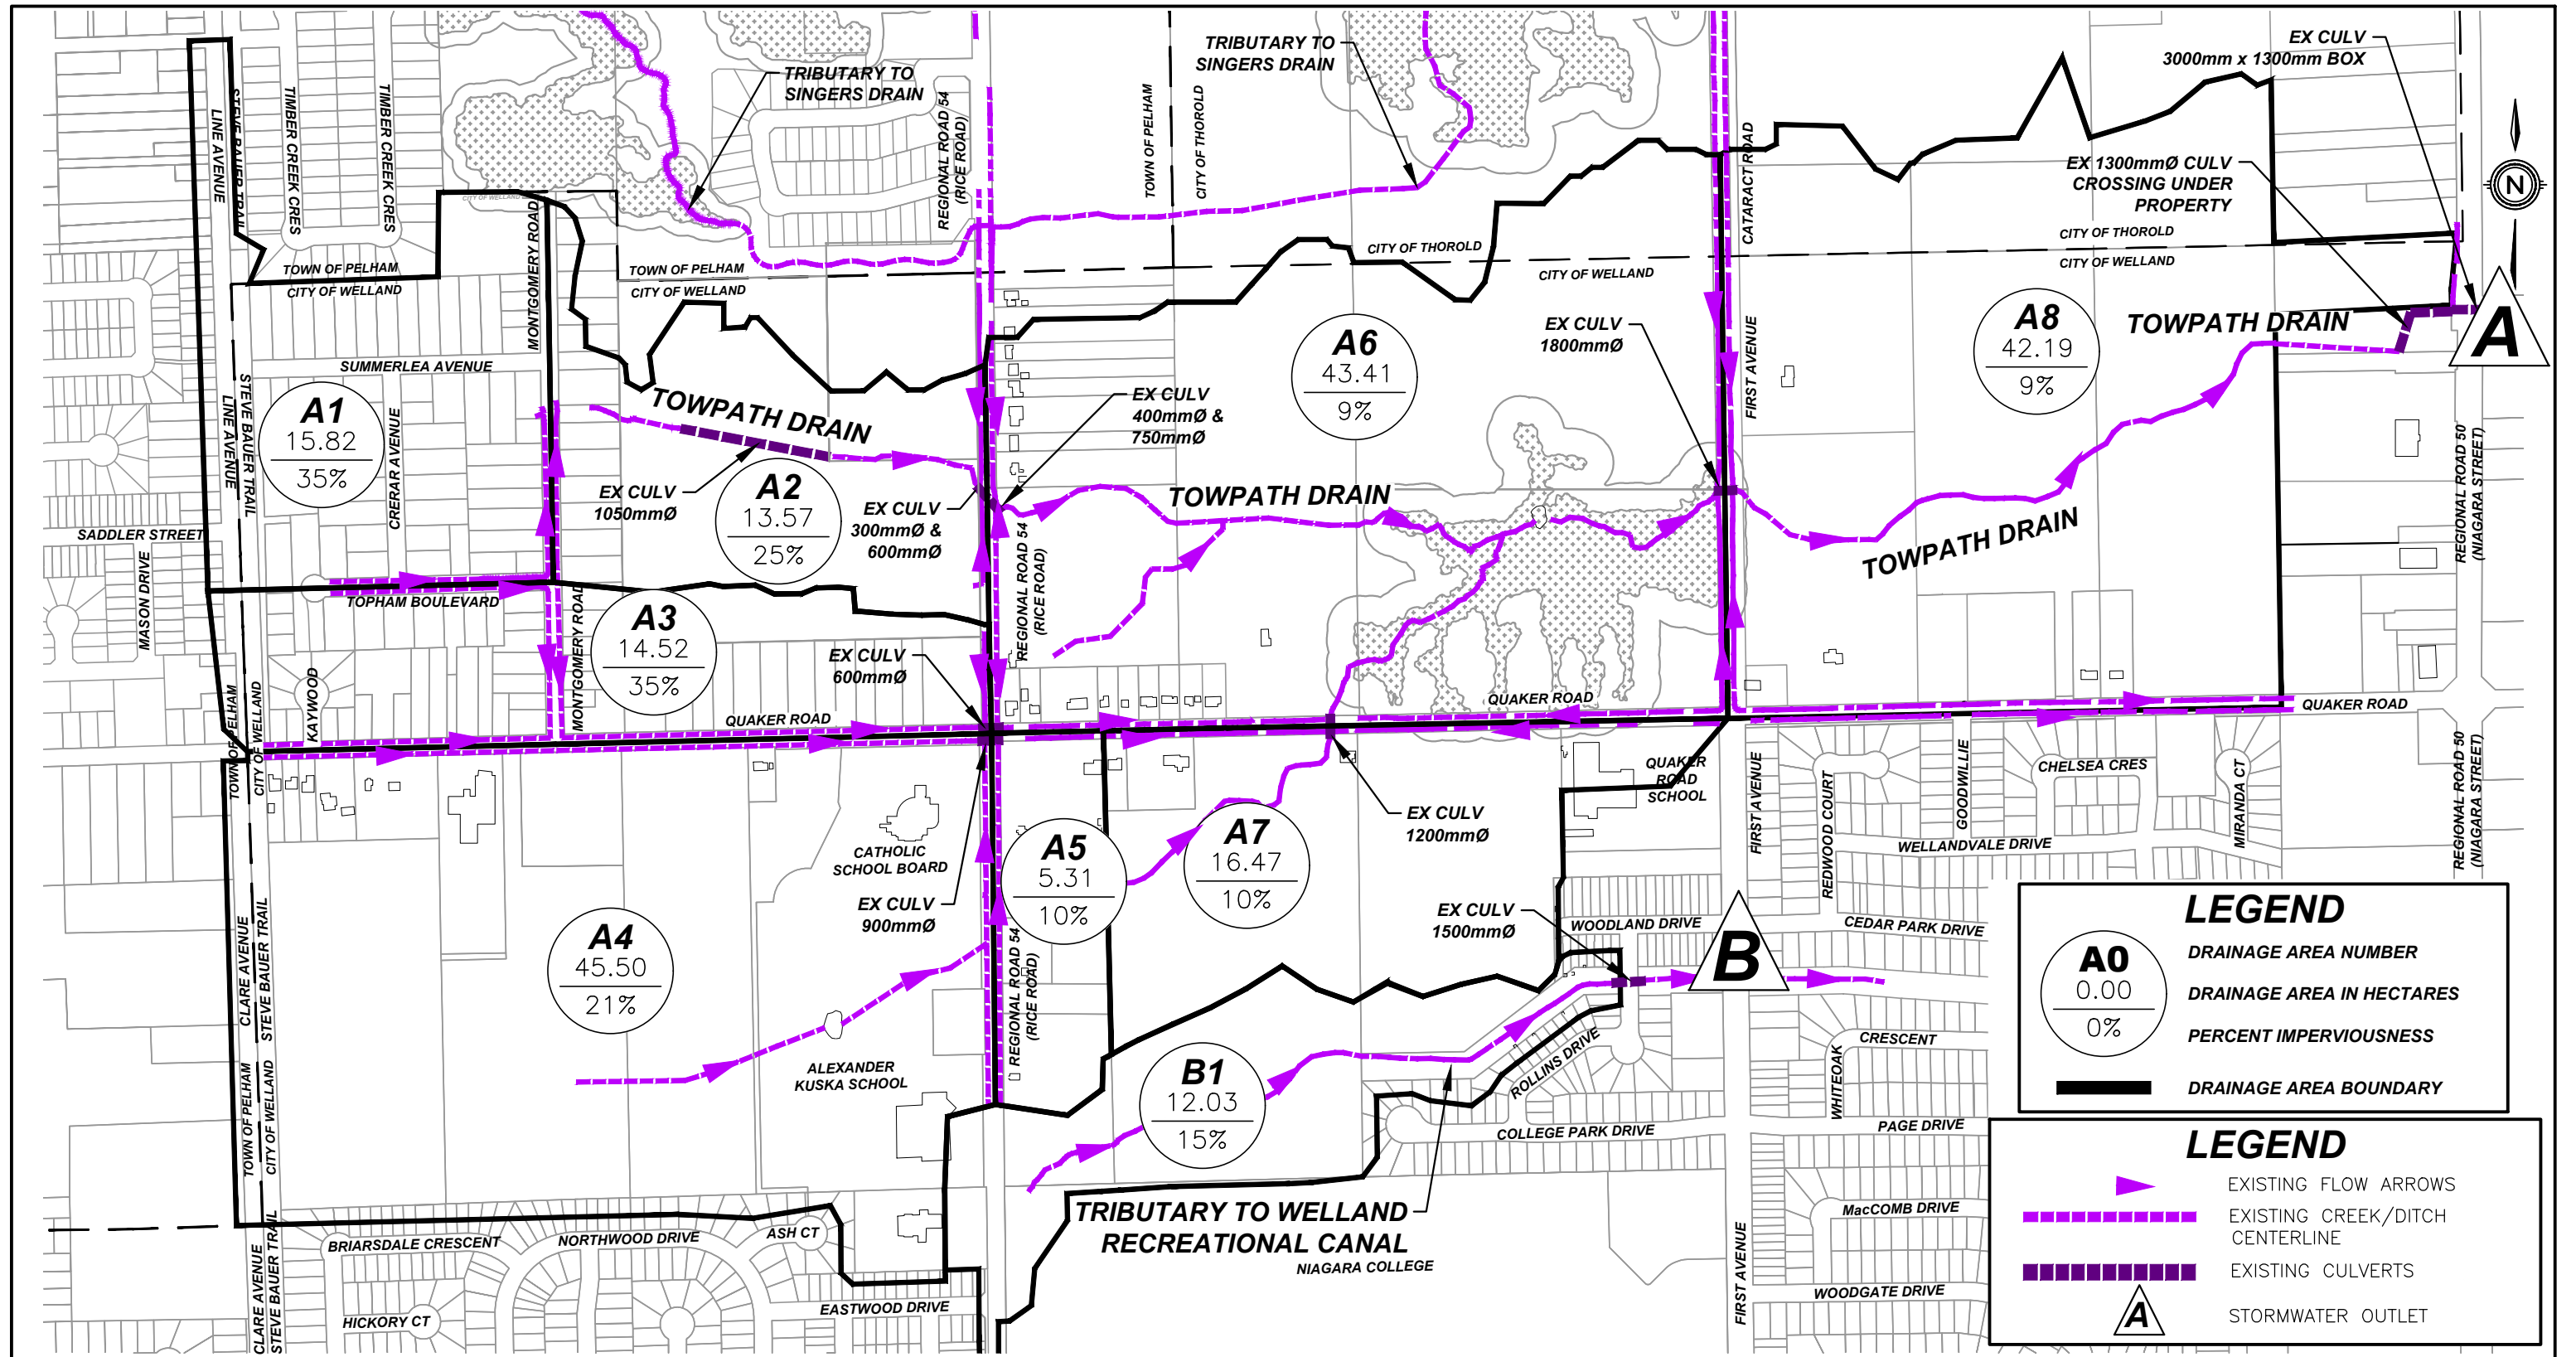 TRIBUTARY TO
SINGERS DRAIN
TRIBUTARY TO
SINGERS DRAIN
EX CULV
3000mm x 1300mm BOX
EX 1300mmØ CULV
CROSSING UNDER
PROPERTY
N
LINE AVENUE
STEVE BAUER TRAIL
TIMBER CREEK CRES
TIMBER CREEK CRES
MONTGOMERY ROAD
REGIONAL ROAD 54
(RICE ROAD)
TOWN OF PELHAM
CITY OF THOROLD
CATARACT ROAD
CITY OF THOROLD
CITY OF WELLAND
CITY OF THOROLD
CITY OF WELLAND
TOWN OF PELHAM
CITY OF WELLAND
TOWN OF PELHAM
CITY OF WELLAND
SUMMERLEA AVENUE
A1
15.82
35%
LINE AVENUE
STEVE BAUER TRAIL
CRERAR AVENUE
SADDLER STREET
MASON DRIVE
TOPHAM BOULEVARD
TOWPATH DRAIN
EX CULV
1050mmØ
A2
13.57
25%
EX CULV
300mmØ &
600mmØ
EX CULV
400mmØ &
750mmØ
A6
43.41
9%
EX CULV
1800mmØ
FIRST AVENUE
A8
42.19
9%
TOWPATH DRAIN
A
TOWPATH DRAIN
TOWPATH DRAIN
REGIONAL ROAD 50
(NIAGARA STREET)
REGIONAL ROAD 54
(RICE ROAD)
A3
14.52
35%
MONTGOMERY ROAD
EX CULV
600mmØ
KAYWOOD
TOWN OF PELHAM
CITY OF WELLAND
QUAKER ROAD
QUAKER ROAD
QUAKER ROAD
QUAKER
ROAD
SCHOOL
FIRST AVENUE
REDWOOD COURT
GOODWILLIE
CHELSEA CRES
MIRANDA CT
WELLANDVALE DRIVE
REGIONAL ROAD 50
(NIAGARA STREET)
EX CULV
1200mmØ
CATHOLIC
SCHOOL BOARD
EX CULV
900mmØ
A5
5.31
10%
A7
16.47
10%
A4
45.50
21%
CLARE AVENUE
STEVE BAUER TRAIL
TOWN OF PELHAM
CITY OF WELLAND
REGIONAL ROAD 54
(RICE ROAD)
ALEXANDER
KUSKA SCHOOL
EX CULV
1500mmØ
WOODLAND DRIVE
B
CEDAR PARK DRIVE
ROLLINS DRIVE
B1
12.03
15%
COLLEGE PARK DRIVE
WHITEOAK
CRESCENT
PAGE DRIVE
MacCOMB DRIVE
WOODGATE DRIVE
FIRST AVENUE
TRIBUTARY TO WELLAND
RECREATIONAL CANAL
NIAGARA COLLEGE
BRIARSDALE CRESCENT
NORTHWOOD DRIVE
ASH CT
EASTWOOD DRIVE
HICKORY CT
CLARE AVENUE
STEVE BAUER TRAIL
LEGEND
A0
0.00
0%
DRAINAGE AREA NUMBER
DRAINAGE AREA IN HECTARES
PERCENT IMPERVIOUSNESS
DRAINAGE AREA BOUNDARY
LEGEND
EXISTING FLOW ARROWS
EXISTING CREEK/DITCH
CENTERLINE
EXISTING CULVERTS
A
STORMWATER OUTLET